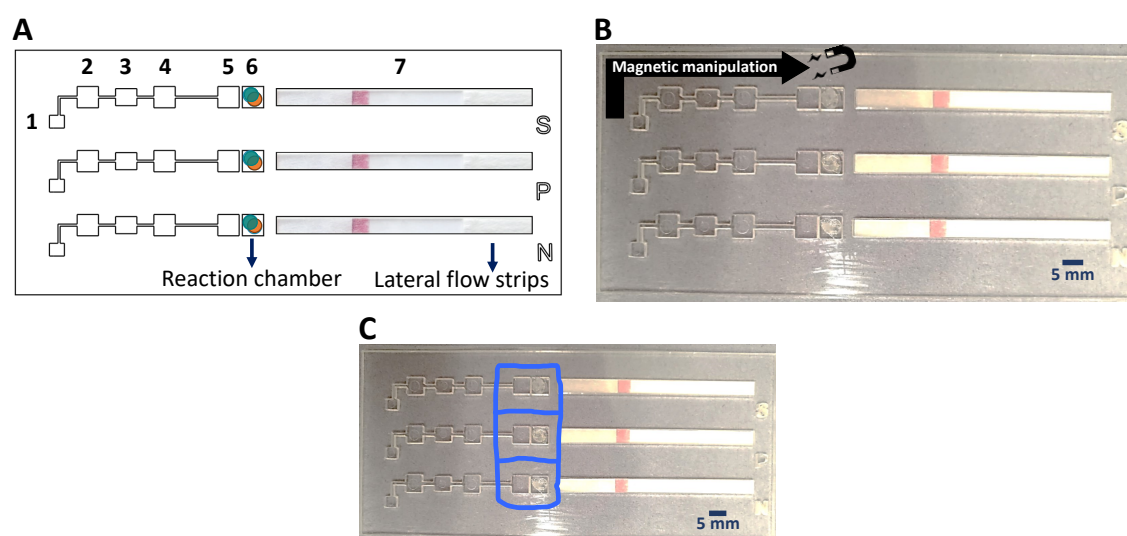 A
2 3 4 5 6 7
1
S
P
N
Reaction chamber
Lateral flow strips
B
Magnetic manipulation
S
P
5 mm
C
S
P
5 mm